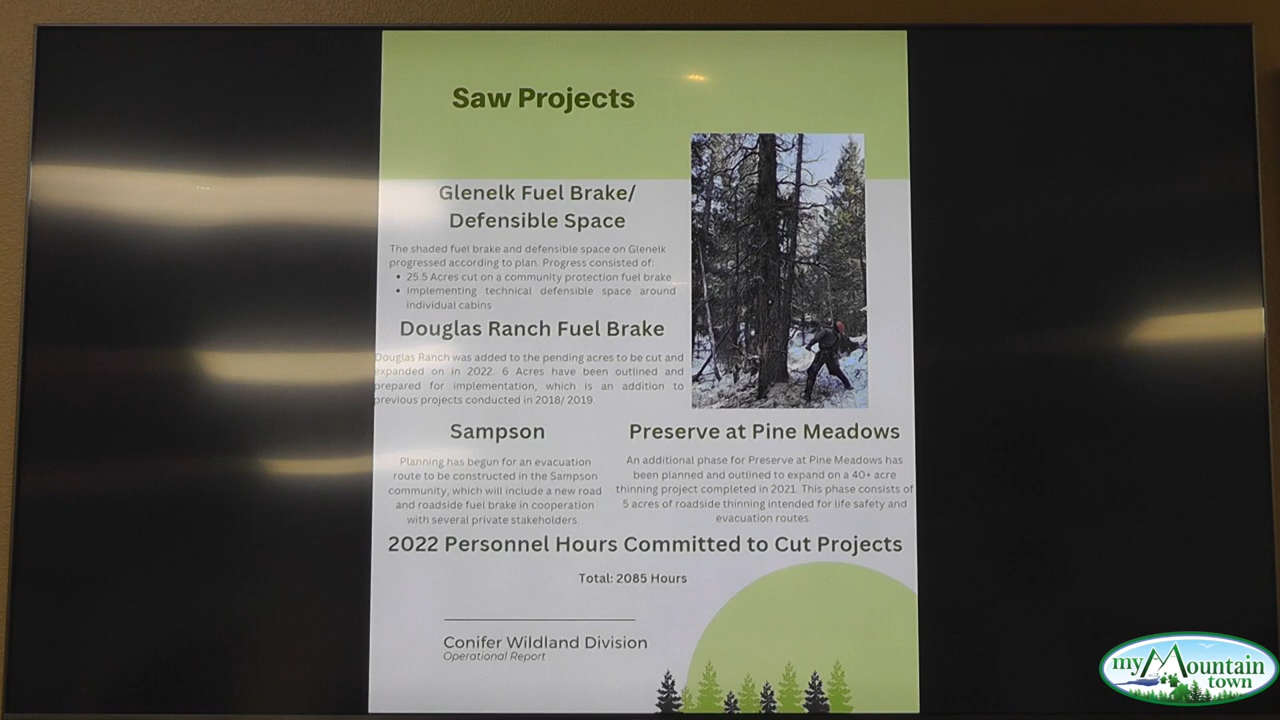 Saw Projects
Glenelk Fuel Brake/
Defensible Space
The shaded fuel brake and defensible space on Glenelk
progressed according to plan. Progress consisted of:
• 25.5 Acres cut on a community protection fuel brake
• Implementing technical defensible space around
individual cabins
Douglas Ranch Fuel Brake
Douglas Ranch was added to the pending acres to be cut and
expanded on in 2022. 6 Acres have been outlined and
prepared for implementation, which is an addition to
previous projects conducted in 2018/ 2019.
Sampson
Planning has begun for an evacuation
route to be constructed in the Sampson
community, which will include a new road
and roadside fuel brake in cooperation
with several private stakeholders.
Preserve at Pine Meadows
An additional phase for Preserve at Pine Meadows has
been planned and outlined to expand on a 40+ acre
thinning project completed in 2021. This phase consists of
5 acres of roadside thinning intended for life safety and
evacuation routes.
2022 Personnel Hours Committed to Cut Projects
Total: 2085 Hours
Conifer Wildland Division
Operational Report
my Mountain
town